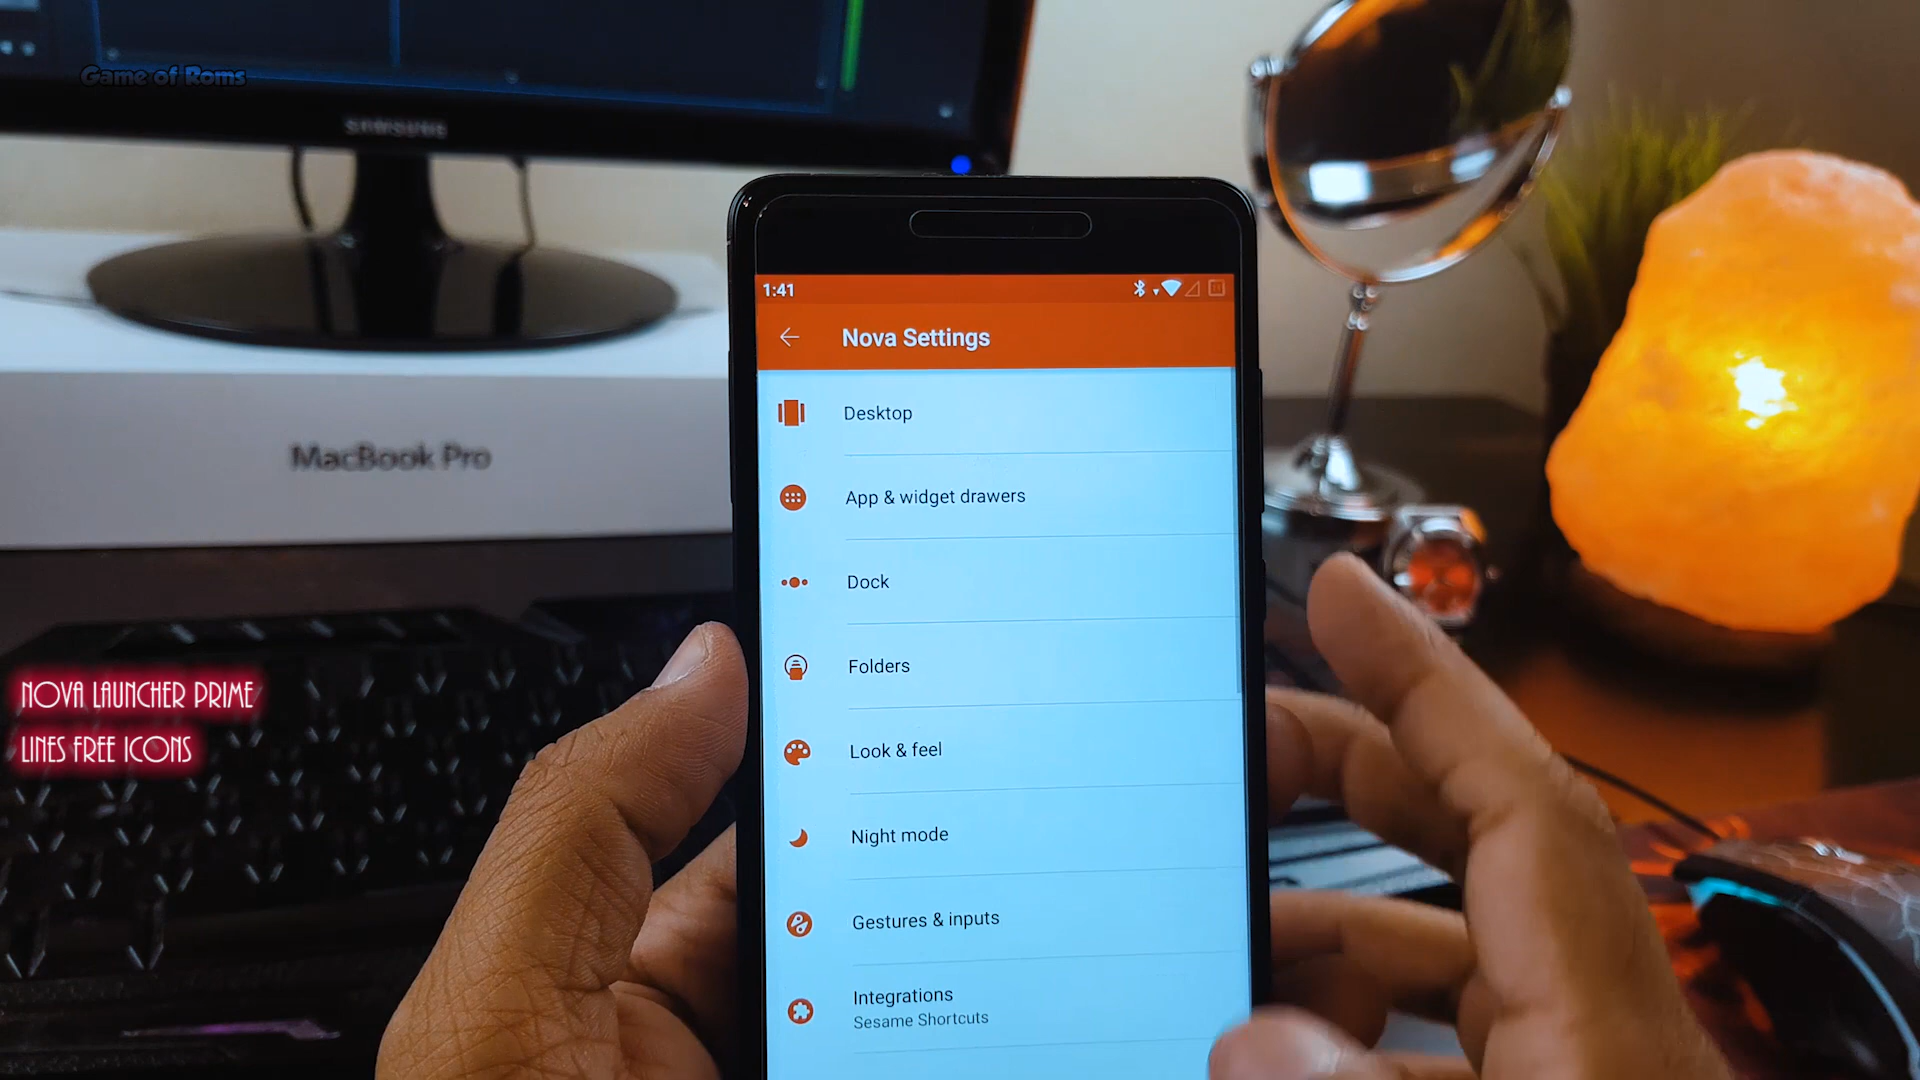 Game of Roms
SAMSUNG
MacBook Pro
1:41
Nova Settings
Desktop
App & widget drawers
Dock
Folders
Look & feel
Night mode
Gestures & inputs
Integrations
Sesame Shortcuts
NOVA LAUNCHER PRIME
LINES FREE ICONS